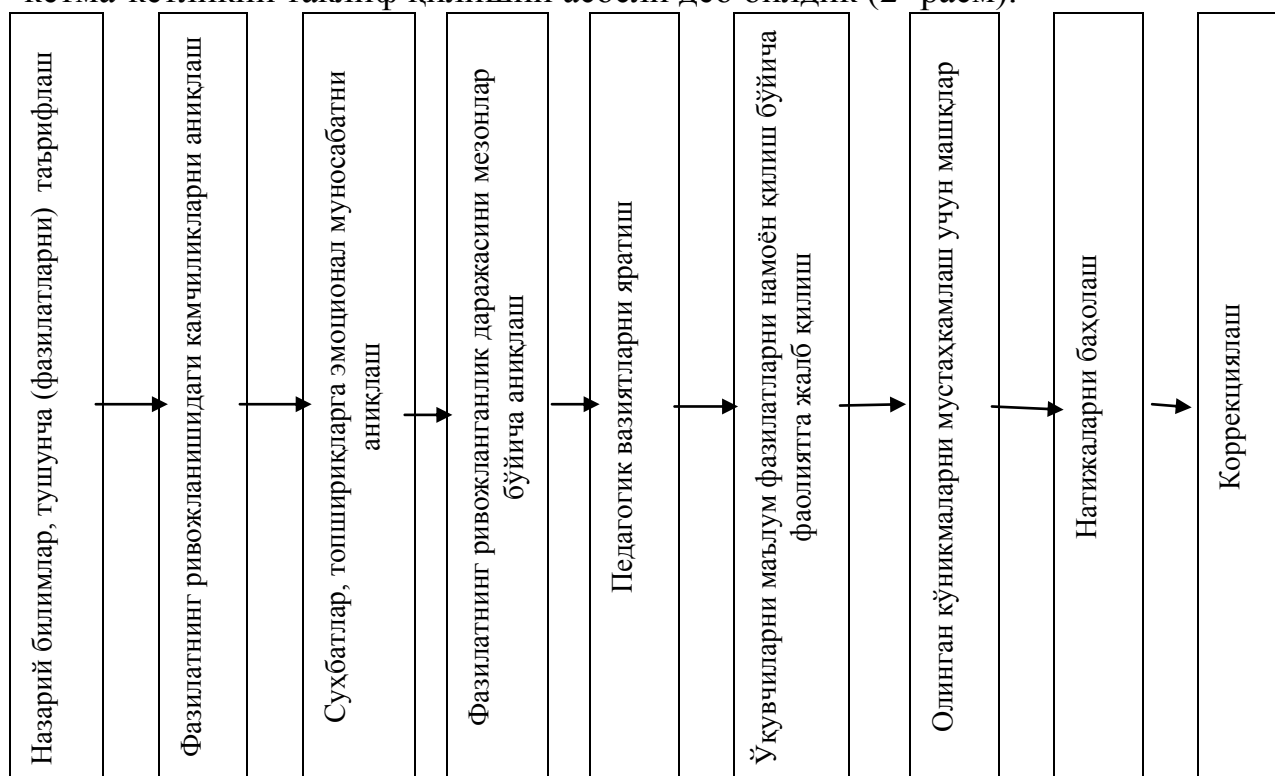 кетма-кетликни таклиф қилишни асосли деб билдик (2- расм).
Назарий билимлар, тушунча (фазилатларни) таърифлаш
Фазилатнинг ривожланишидаги камчиликларни аниқлаш
Суҳбатлар, топшириқларга эмоционал муносабатни
аниқлаш
Фазилатнинг ривожланганлик даражасини мезонлар
бўйича аниқлаш
Педагогик вазиятларни яратиш
Ўқувчиларни маълум фазилатларни намоён қилиш бўйича
фаолиятга жалб қилиш
Олинган кўникмаларни мустаҳкамлаш учун машқлар
Натижаларни баҳолаш
Коррекциялаш